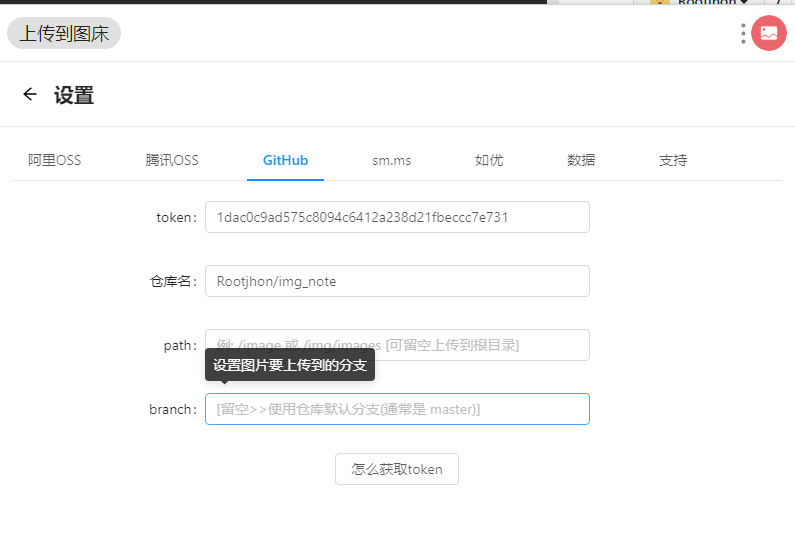 Rootjhon
上传到图床
设置
阿里OSS 腾讯OSS GitHub sm.ms 如优 数据 支持
token: 1dac0c9ad575c8094c6412a238d21fbeccc7e731
仓库名: Rootjhon/img_note
path: 例: /image 或 /img/images [可留空上传到根目录]
设置图片要上传到的分支
branch: [留空>>使用仓库默认分支(通常是 master)]
怎么获取token